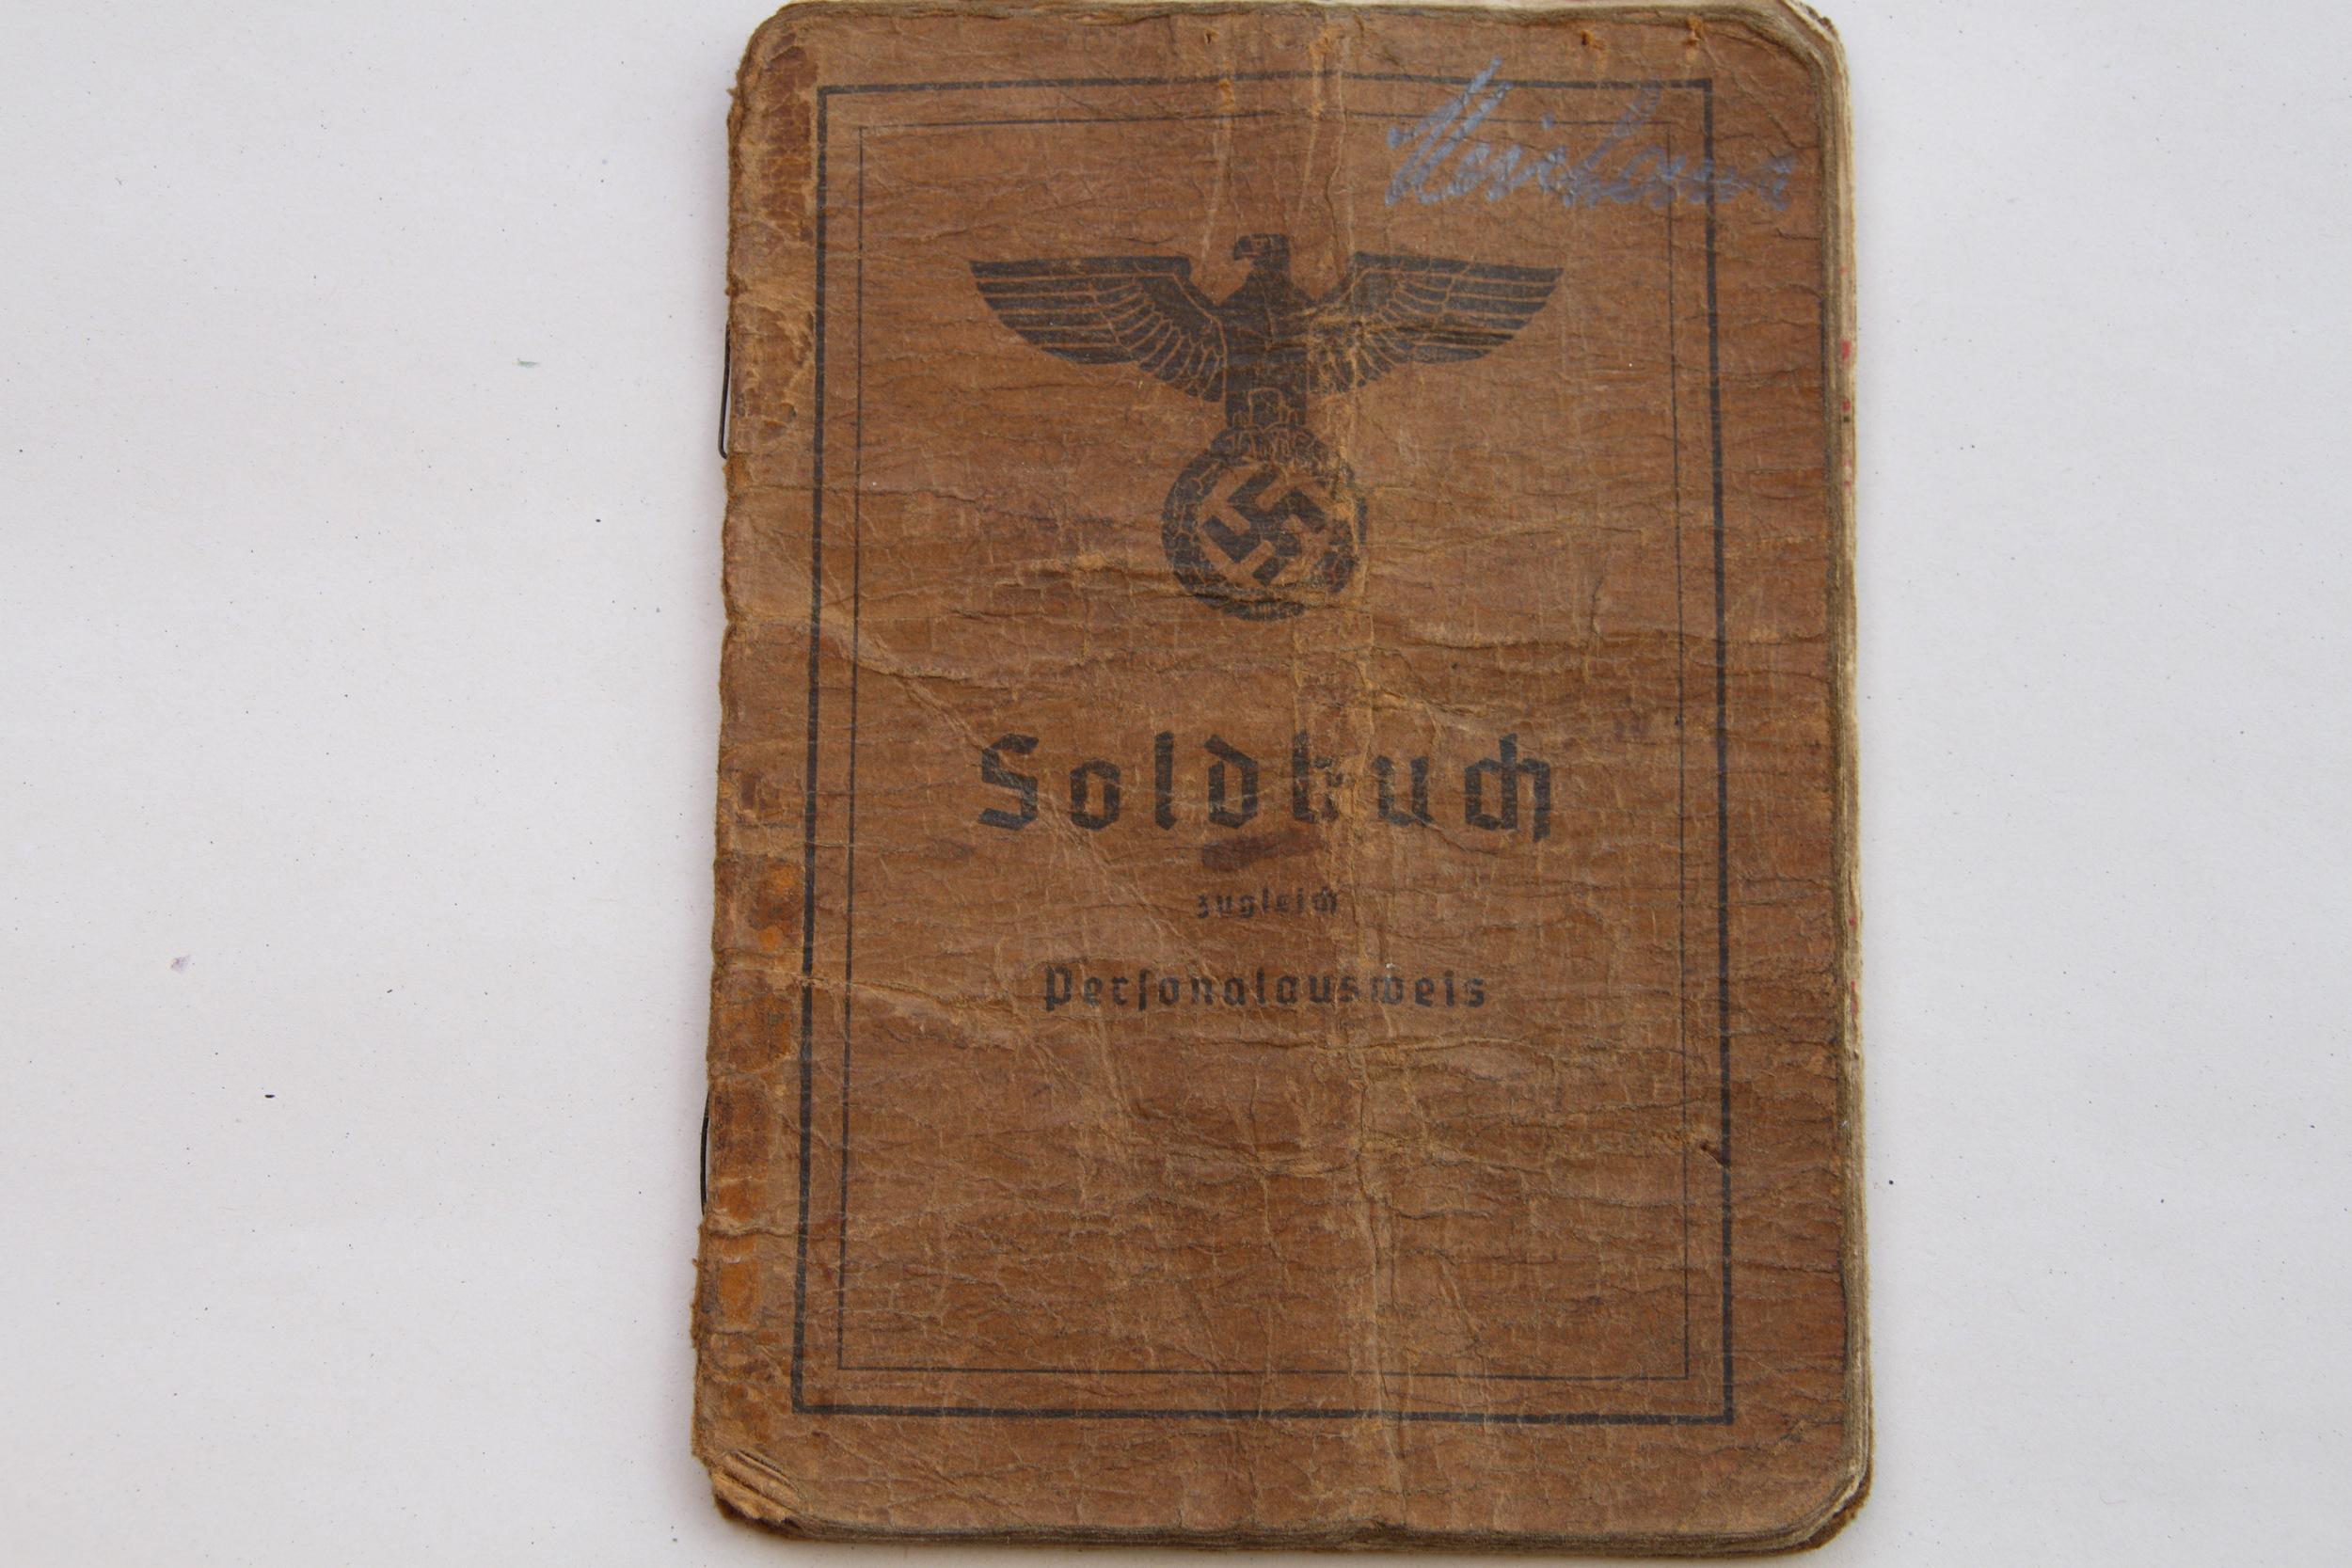 Soldbuch
zugleich
Personalausweis